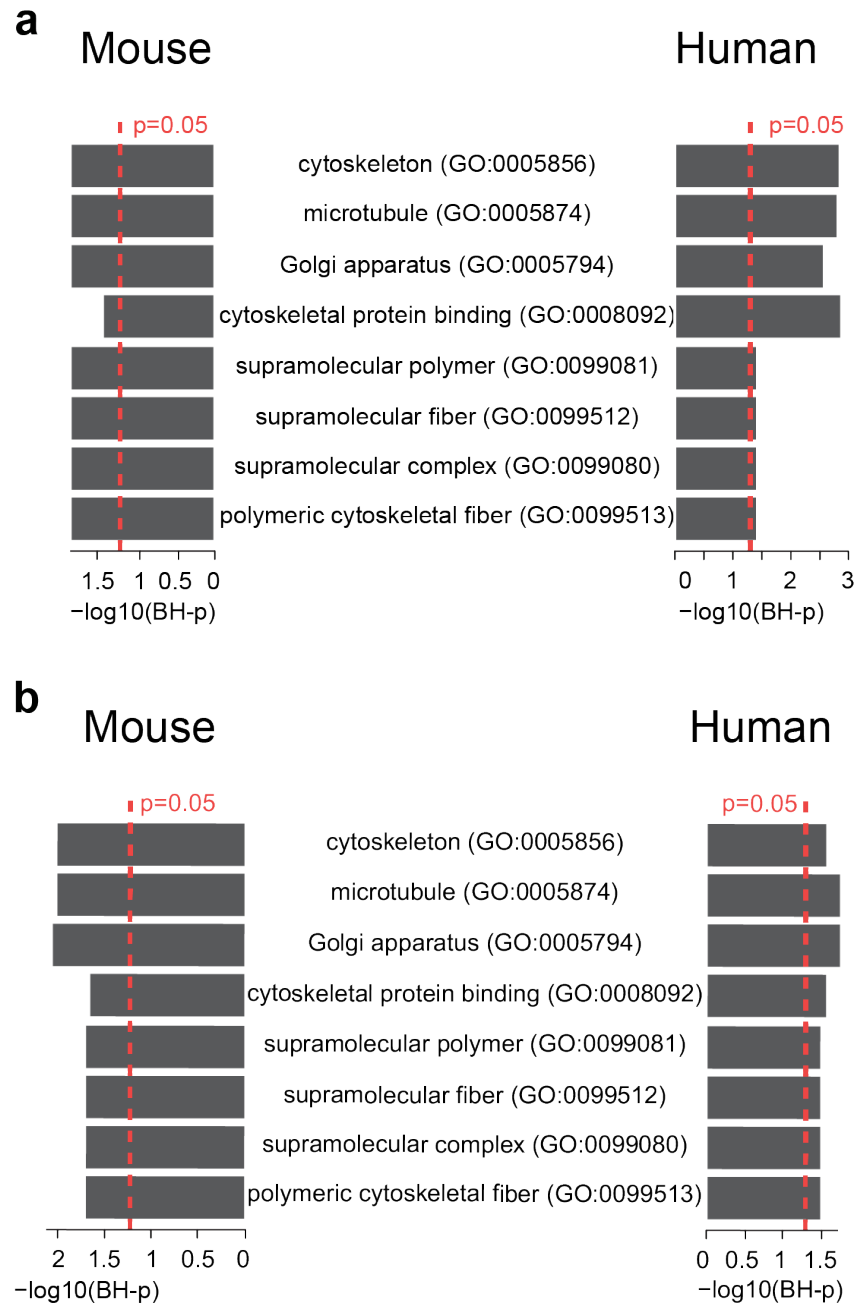 a
Mouse Human
p=0.05 p=0.05
cytoskeleton (GO:0005856)
microtubule (GO:0005874)
Golgi apparatus (GO:0005794)
cytoskeletal protein binding (GO:0008092)
supramolecular polymer (GO:0099081)
supramolecular fiber (GO:0099512)
supramolecular complex (GO:0099080)
polymeric cytoskeletal fiber (GO:0099513)
1.5 1 0.5 0 0 1 2 3
−log10(BH-p) −log10(BH-p)
b
Mouse Human
p=0.05 p=0.05
cytoskeleton (GO:0005856)
microtubule (GO:0005874)
Golgi apparatus (GO:0005794)
cytoskeletal protein binding (GO:0008092)
supramolecular polymer (GO:0099081)
supramolecular fiber (GO:0099512)
supramolecular complex (GO:0099080)
polymeric cytoskeletal fiber (GO:0099513)
2 1.5 1 0.5 0 0 0.5 1 1.5
−log10(BH-p) −log10(BH-p)